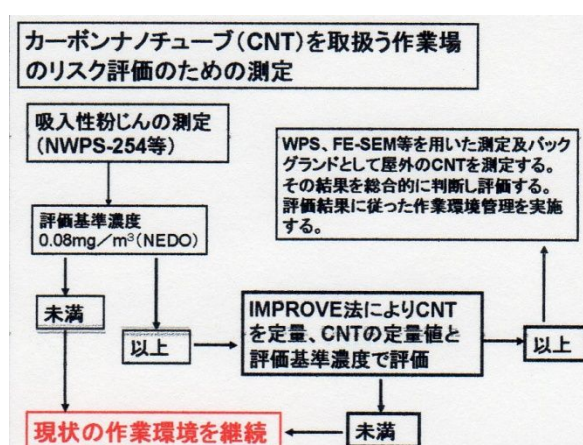 カーボンナノチューブ(CNT)を取扱う作業場
のリスク評価のための測定
吸入性粉じんの測定
(NWPS-254等)
WPS、FE-SEM等を用いた測定及バック
グランドとして屋外のCNTを測定する。
その結果を総合的に判断し評価する。
評価結果に従った作業環境管理を実施
する。
評価基準濃度
0.08mg/m³(NEDO)
未満
以上
IMPROVE法によりCNT
を定量、CNTの定量値と
評価基準濃度で評価
以上
現状の作業環境を継続
未満